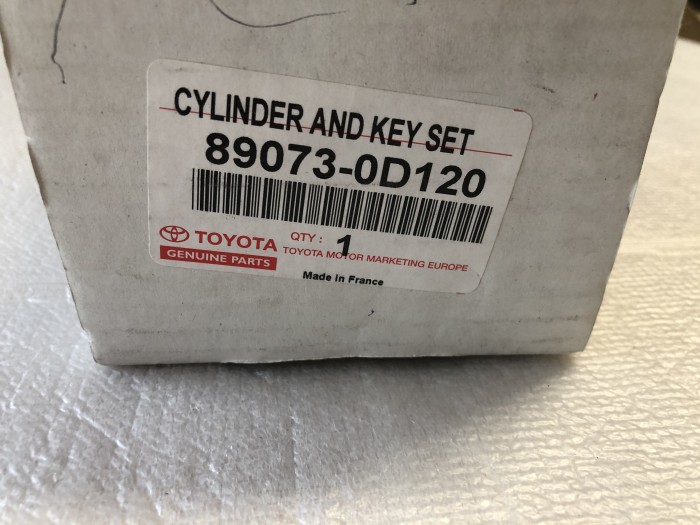 CYLINDER AND KEY SET
89073-0D120
TOYOTA
GENUINE PARTS
QTY : 1
TOYOTA MOTOR MARKETING EUROPE
Made in France